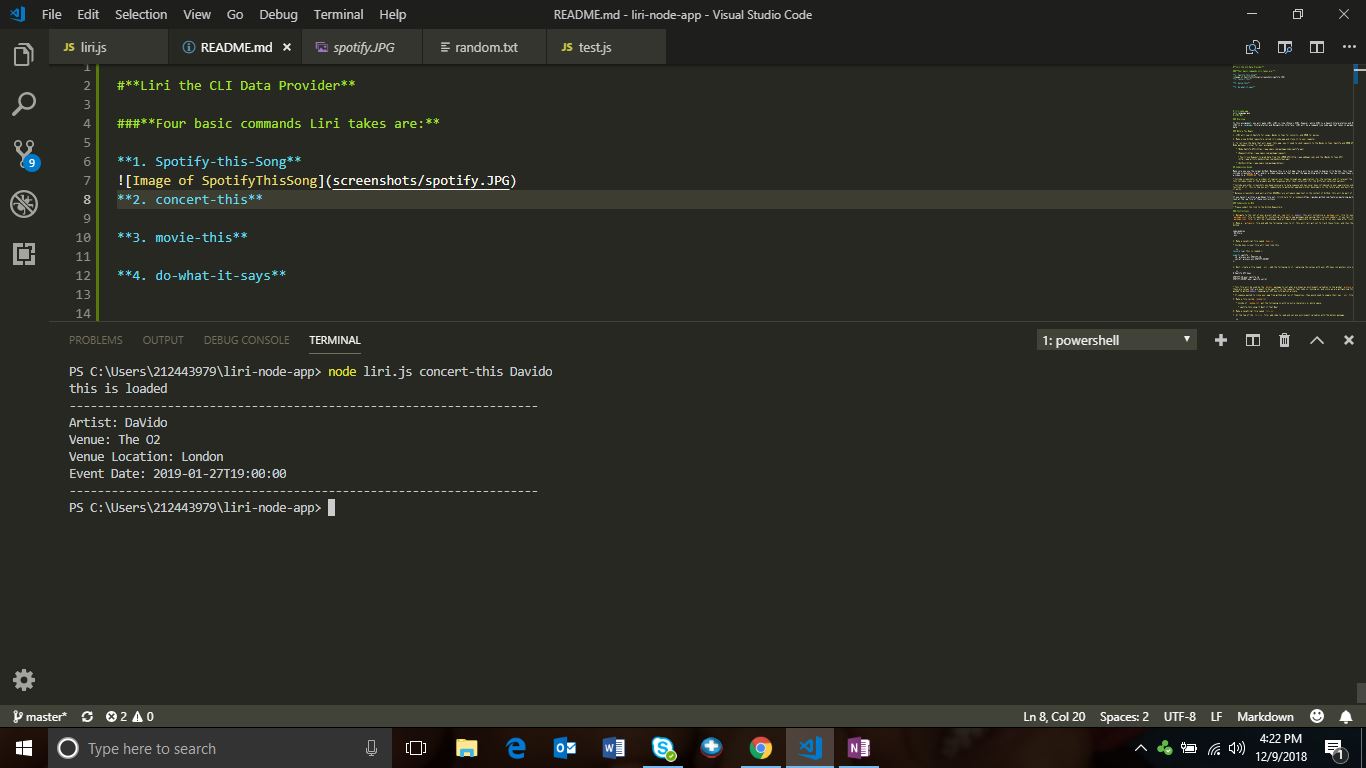 File Edit Selection View Go Debug Terminal Help README.md - liri-node-app - Visual Studio Code
JS liri.js README.md spotify.JPG random.txt JS test.js
1
2 #**Liri the CLI Data Provider**
3
4 ###**Four basic commands Liri takes are:**
5
6 **1. Spotify-this-Song**
7 ![Image of SpotifyThisSong](screenshots/spotify.JPG)
8 **2. concert-this**
9
10 **3. movie-this**
11
12 **4. do-what-it-says**
13
14
9
PROBLEMS OUTPUT DEBUG CONSOLE TERMINAL 1: powershell
PS C:\Users\212443979\liri-node-app> node liri.js concert-this Davido
this is loaded
-------------------------------------------------------------------
Artist: DaVido
Venue: The O2
Venue Location: London
Event Date: 2019-01-27T19:00:00
-------------------------------------------------------------------
PS C:\Users\212443979\liri-node-app>
master* 2 0 Ln 8, Col 20 Spaces: 2 UTF-8 LF Markdown
Type here to search
4:22 PM
12/9/2018
1